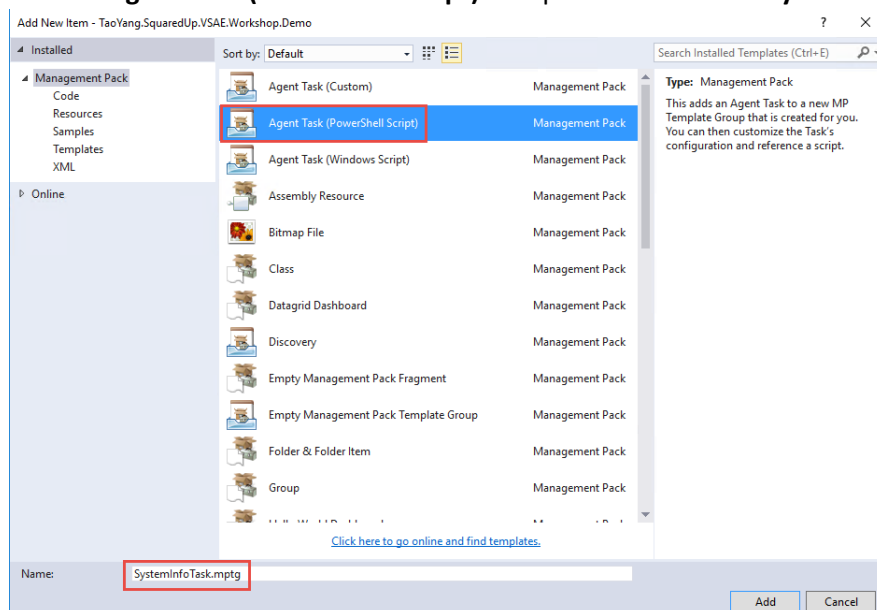 Add New Item - TaoYang.SquaredUp.VSAE.Workshop.Demo ? ×
Installed
Sort by: Default
Search Installed Templates (Ctrl+E)
Management Pack
Code
Resources
Samples
Templates
XML
Online
Agent Task (Custom) Management Pack
Agent Task (PowerShell Script) Management Pack
Agent Task (Windows Script) Management Pack
Assembly Resource Management Pack
Bitmap File Management Pack
Class Management Pack
Datagrid Dashboard Management Pack
Discovery Management Pack
Empty Management Pack Fragment Management Pack
Empty Management Pack Template Group Management Pack
Folder & Folder Item Management Pack
Group Management Pack
Type: Management Pack
This adds an Agent Task to a new MP
Template Group that is created for you.
You can then customize the Task's
configuration and reference a script.
Click here to go online and find templates.
Name: SystemInfoTask.mptg
Add Cancel